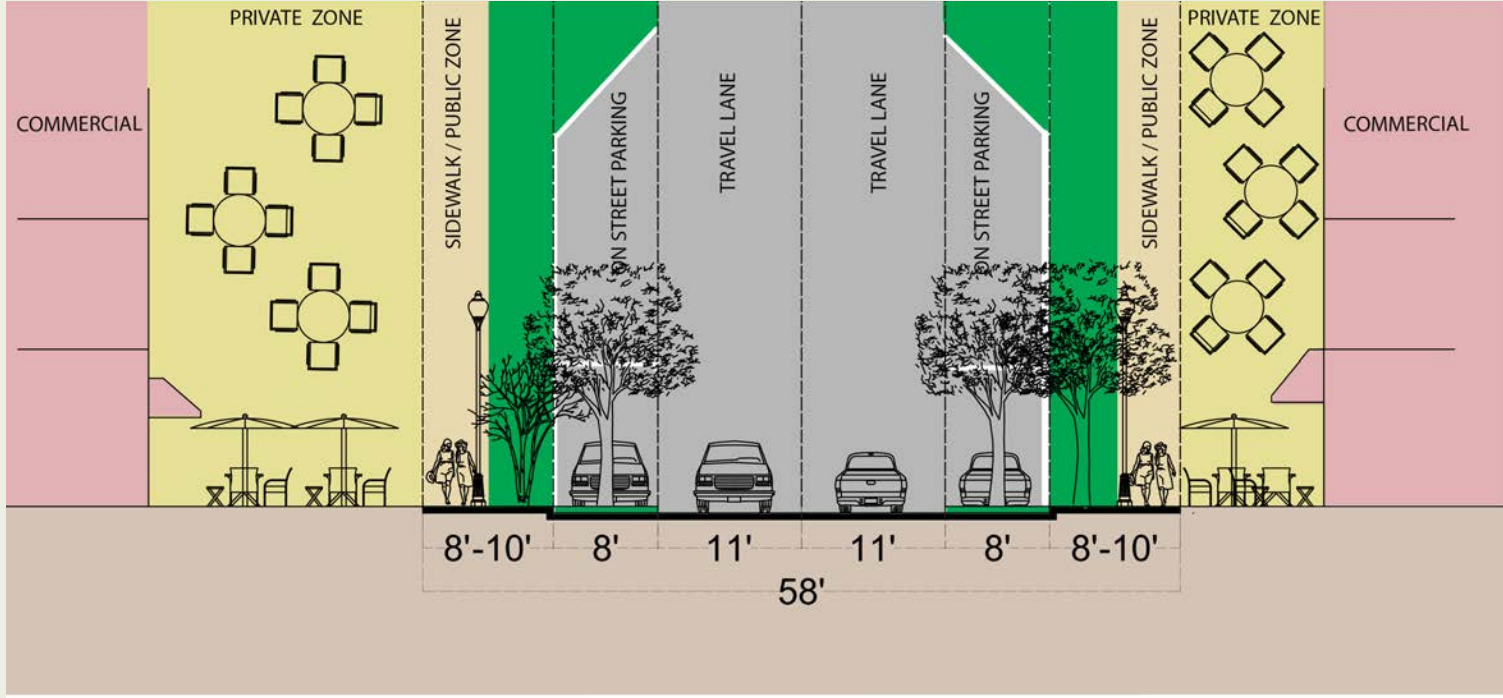 PRIVATE ZONE
PRIVATE ZONE
COMMERCIAL
SIDEWALK / PUBLIC ZONE
ON STREET PARKING
TRAVEL LANE
TRAVEL LANE
ON STREET PARKING
SIDEWALK / PUBLIC ZONE
COMMERCIAL
8'-10'
8'
11'
11'
8'
8'-10'
58'